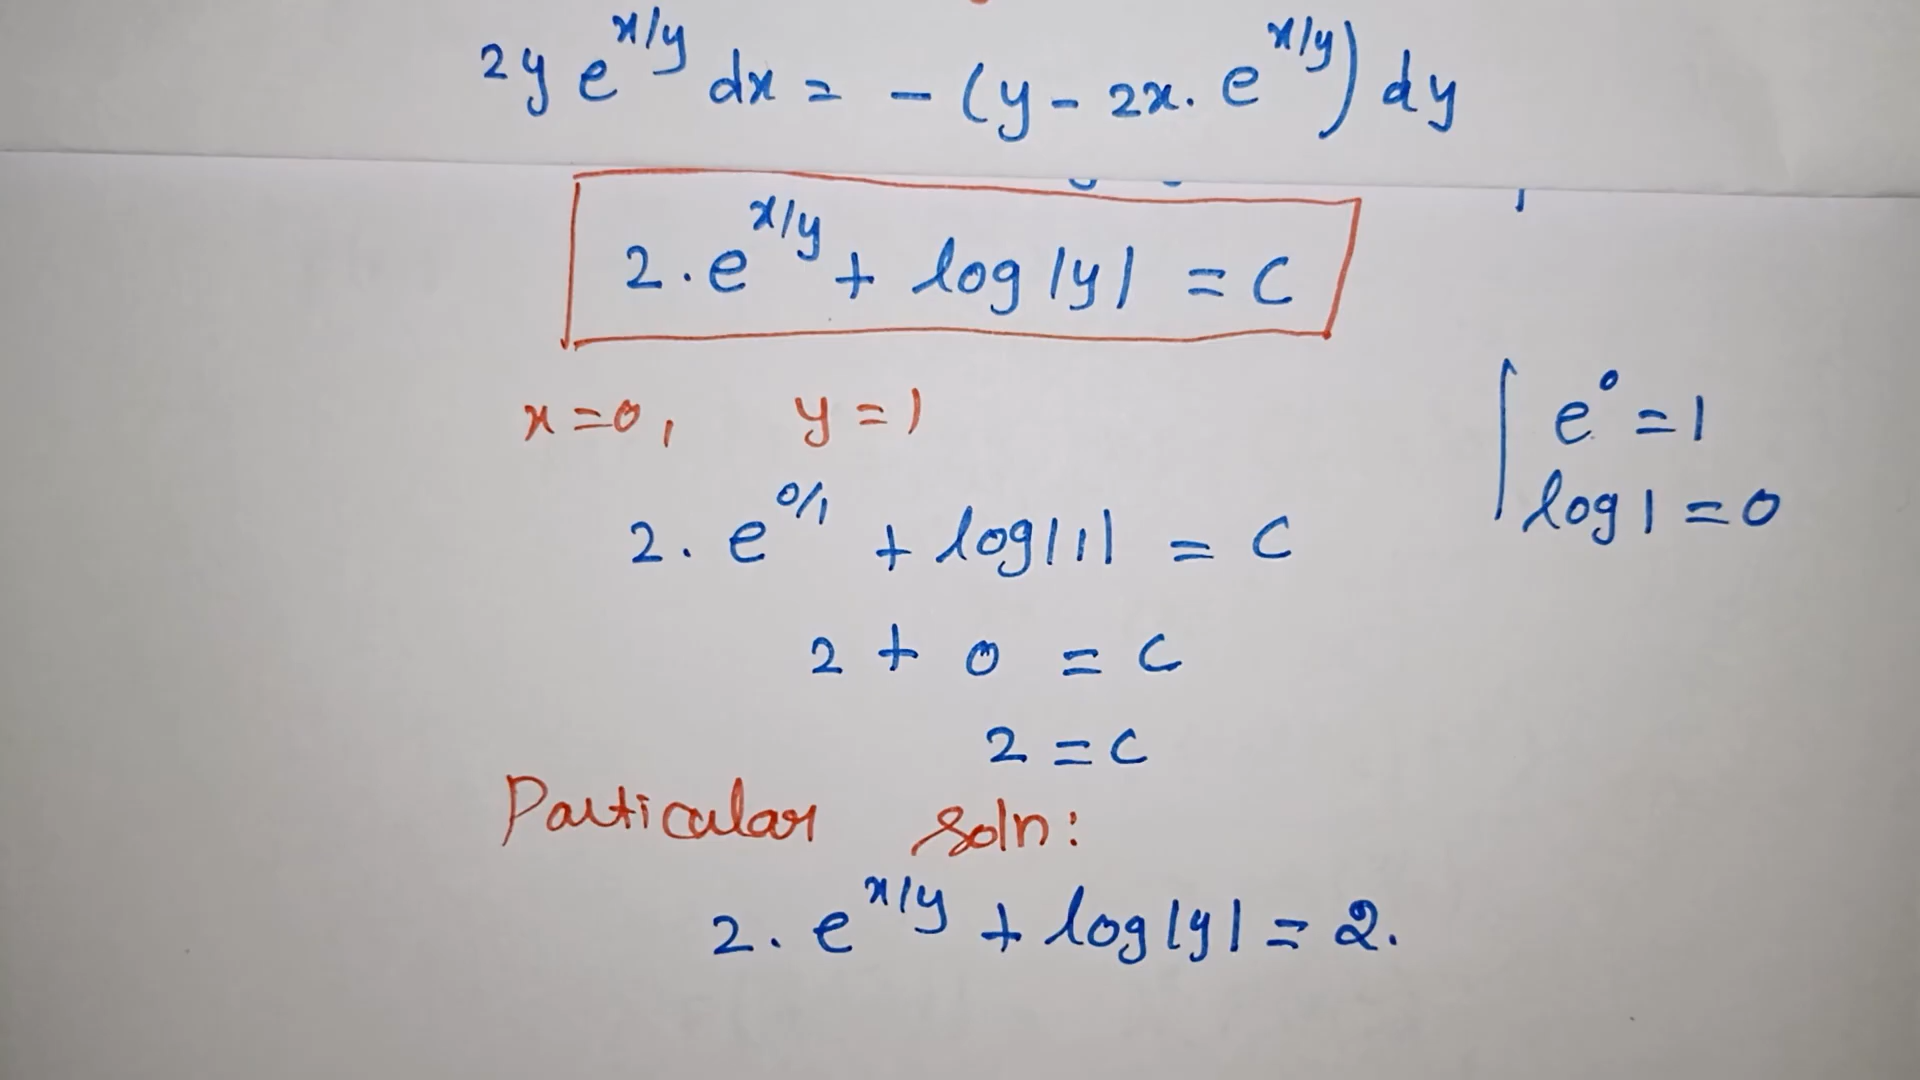 2y e^{x/y} dx = - (y - 2x. e^{x/y}) dy
2. e^{x/y} + log |y| = C
x = 0, y = 1
e^0 = 1
log 1 = 0
2. e^{0/1} + log |1| = C
2 + 0 = C
2 = C
Particular soln:
2. e^{x/y} + log |y| = 2.